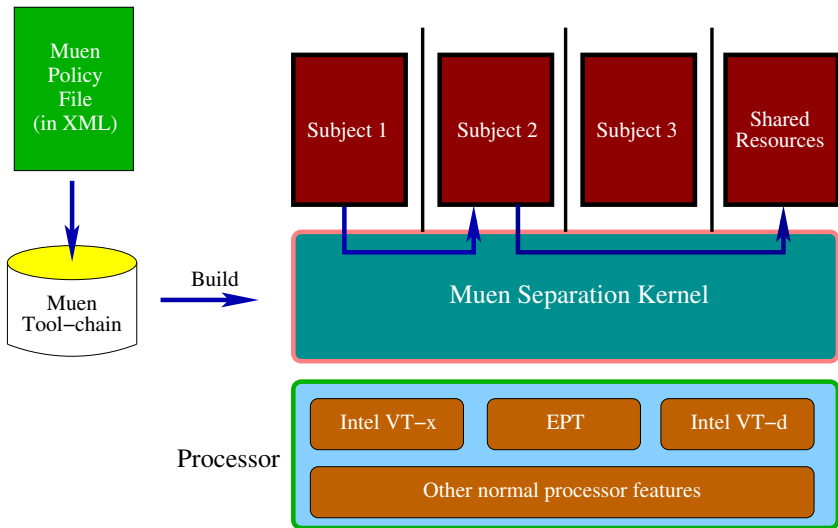 Muen
Policy
File
(in XML)
Subject 1
Subject 2
Subject 3
Shared
Resources
Muen
Tool−chain
Build
Muen Separation Kernel
Processor
Intel VT−x
EPT
Intel VT−d
Other normal processor features